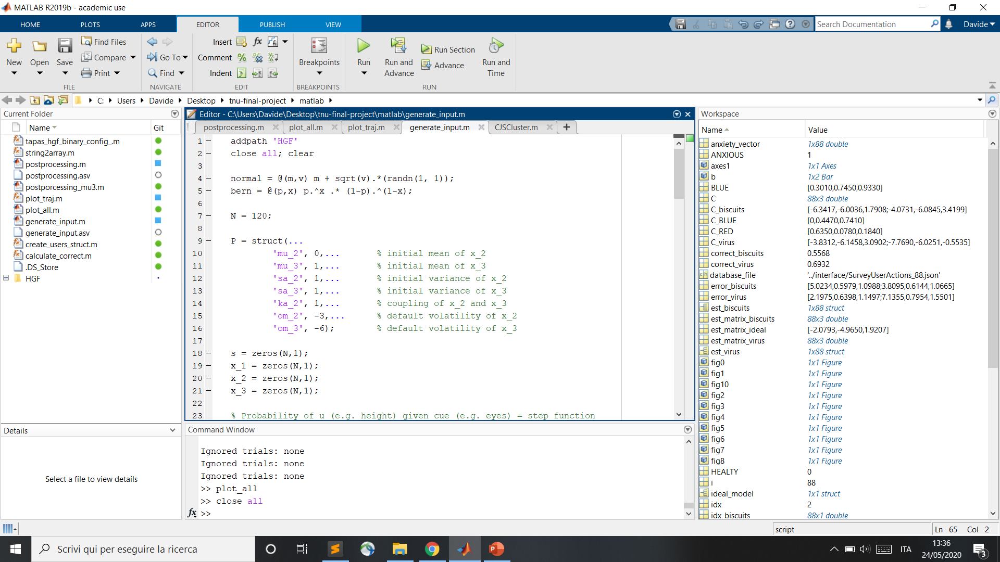 MATLAB R2019b - academic use
HOME PLOTS APPS EDITOR PUBLISH VIEW
Search Documentation
Davide
New
Open
Save
Find Files
Compare
Print
FILE
Go To
Find
NAVIGATE
Insert fx
Comment
Indent
EDIT
Breakpoints
BREAKPOINTS
Run
Run and Advance
Run Section
Advance
Run and Time
RUN
C: Users Davide Desktop tnu-final-project matlab
Current Folder
Name Git
tapas_hgf_binary_config_.m
string2array.m
postprocessing.m
postprocessing.asv
postporcessing_mu3.m
plot_traj.m
plot_all.m
generate_input.m
generate_input.asv
create_users_struct.m
calculate_correct.m
.DS_Store
HGF
Details
Select a file to view details
Editor - C:\Users\Davide\Desktop\tnu-final-project\matlab\generate_input.m
postprocessing.m plot_all.m plot_traj.m generate_input.m CJSCluster.m
1 addpath 'HGF'
2 close all; clear
3
4 normal = @(m,v) m + sqrt(v).*(randn(1, 1));
5 bern = @(p,x) p.^x .* (1-p).^(1-x);
6
7 N = 120;
8
9 P = struct(...
10 'mu_2', 0,... % initial mean of x_2
11 'mu_3', 1,... % initial mean of x_3
12 'sa_2', 1,... % initial variance of x_2
13 'sa_3', 1,... % initial variance of x_3
14 'ka_2', 1,... % coupling of x_2 and x_3
15 'om_2', -3,... % default volatility of x_2
16 'om_3', -6); % default volatility of x_3
17
18 s = zeros(N,1);
19 x_1 = zeros(N,1);
20 x_2 = zeros(N,1);
21 x_3 = zeros(N,1);
22
23 % Probability of u (e.g. height) given cue (e.g. eyes) = step function
Command Window
Ignored trials: none
Ignored trials: none
Ignored trials: none
>> plot_all
>> close all
fx >>
Workspace
Name Value
anxiety_vector 1x88 double
ANXIOUS 1
axes1 1x1 Axes
b 1x2 Bar
BLUE [0.3010,0.7450,0.9330]
C 88x3 double
C_biscuits [-6.3417,-6.0036,1.7908;-4.0731,-6.0845,3.4199]
C_BLUE [0,0.4470,0.7410]
C_RED [0.6350,0.0780,0.1840]
C_virus [-3.8312,-6.1458,3.0902;-7.7690,-6.0251,-0.5535]
correct_biscuits 0.5568
correct_virus 0.6932
database_file '../interface/SurveyUserActions_88.json'
error_biscuits [5.0234,0.5979,1.0988;3.8095,0.6144,1.0665]
error_virus [2.1975,0.6398,1.1497;7.1355,0.7954,1.5501]
est_biscuits 1x88 struct
est_matrix_biscuits 88x3 double
est_matrix_ideal [-2.0793,-4.9650,1.9207]
est_matrix_virus 88x3 double
est_virus 1x88 struct
fig0 1x1 Figure
fig1 1x1 Figure
fig10 1x1 Figure
fig2 1x1 Figure
fig3 1x1 Figure
fig4 1x1 Figure
fig5 1x1 Figure
fig6 1x1 Figure
fig7 1x1 Figure
fig8 1x1 Figure
HEALTY 0
i 88
ideal_model 1x1 struct
idx 2
idx_biscuits 88x1 double
script
Ln 65 Col 2
Scrivi qui per eseguire la ricerca
ITA
13:36
24/05/2020
3